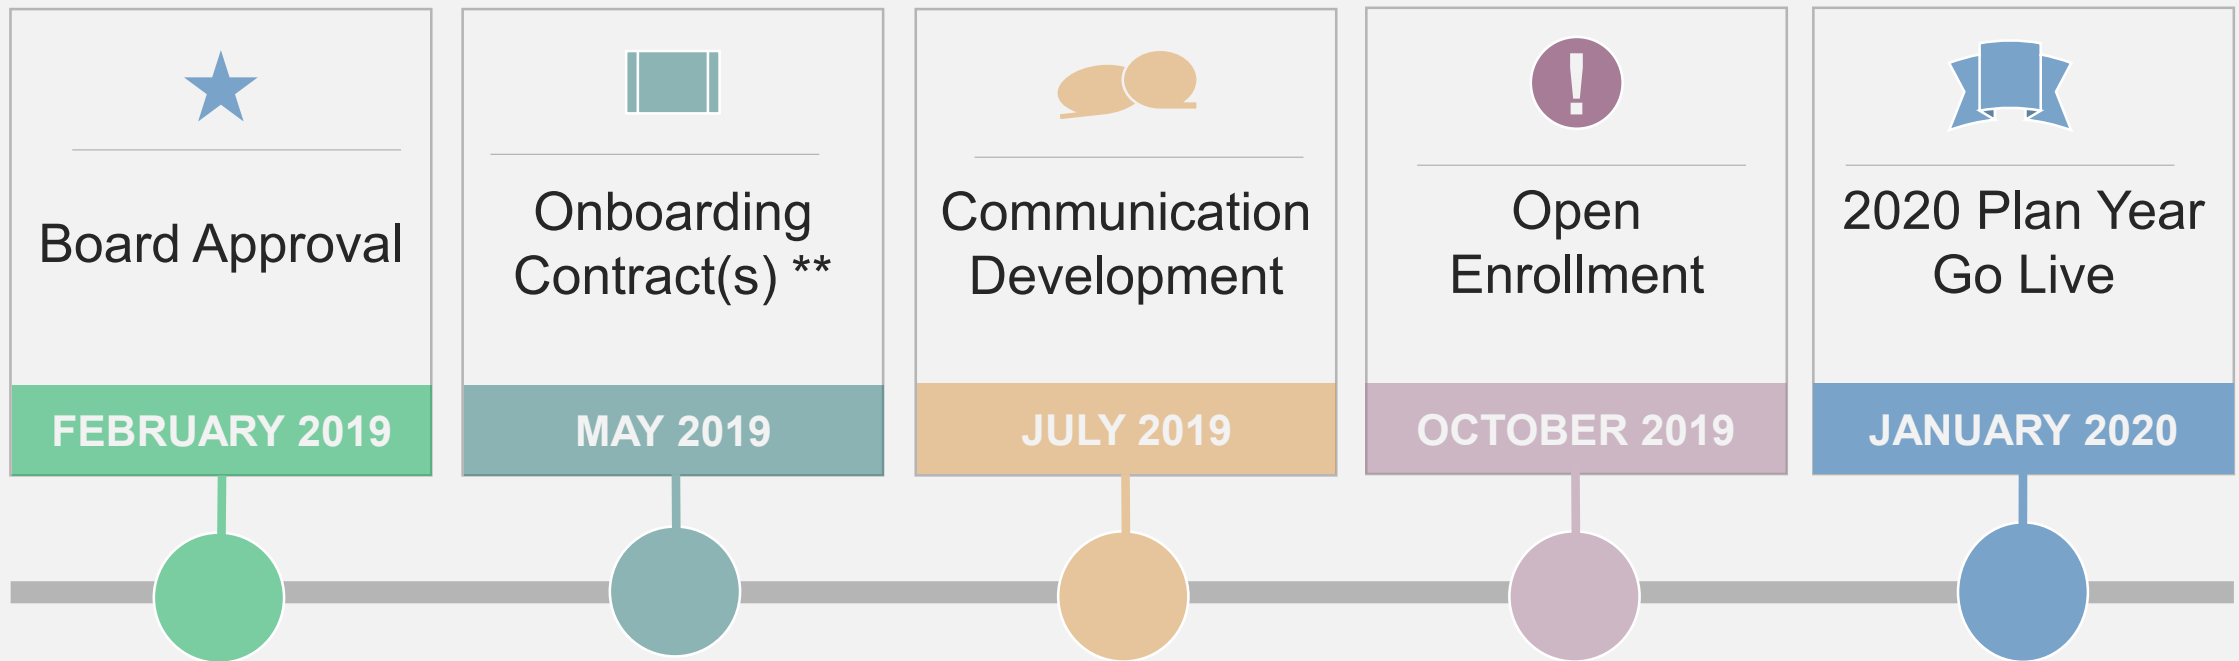 Board Approval
FEBRUARY 2019
Onboarding
Contract(s) **
MAY 2019
Communication
Development
JULY 2019
!
Open
Enrollment
OCTOBER 2019
2020 Plan Year
Go Live
JANUARY 2020